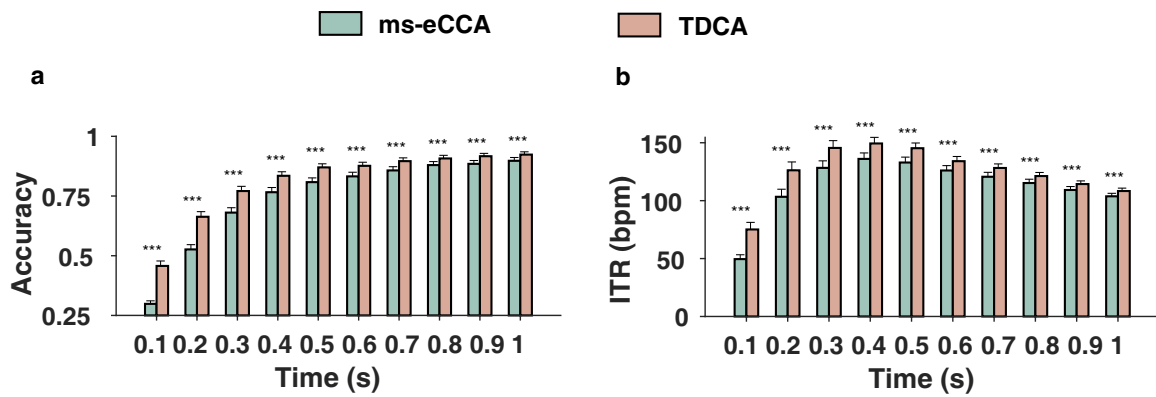 ms-eCCA TDCA
a
*** *** *** *** *** *** *** *** *** ***
1
0.75
0.5
0.25
Accuracy
0.1 0.2 0.3 0.4 0.5 0.6 0.7 0.8 0.9 1
Time (s)
b
*** *** *** *** *** *** *** *** *** ***
150
100
50
0
ITR (bpm)
0.1 0.2 0.3 0.4 0.5 0.6 0.7 0.8 0.9 1
Time (s)